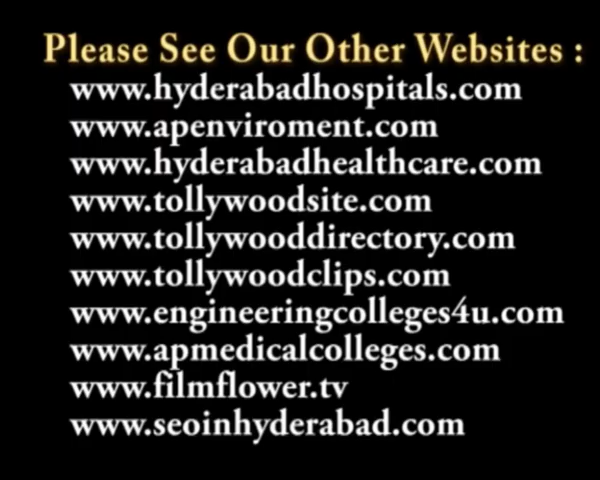 Please See Our Other Websites :
www.hyderabadhospitals.com
www.apenviroment.com
www.hyderabadhealthcare.com
www.tollywoodsite.com
www.tollywooddirectory.com
www.tollywoodclips.com
www.engineeringcolleges4u.com
www.apmedicalcolleges.com
www.filmflower.tv
www.seoinhyderabad.com